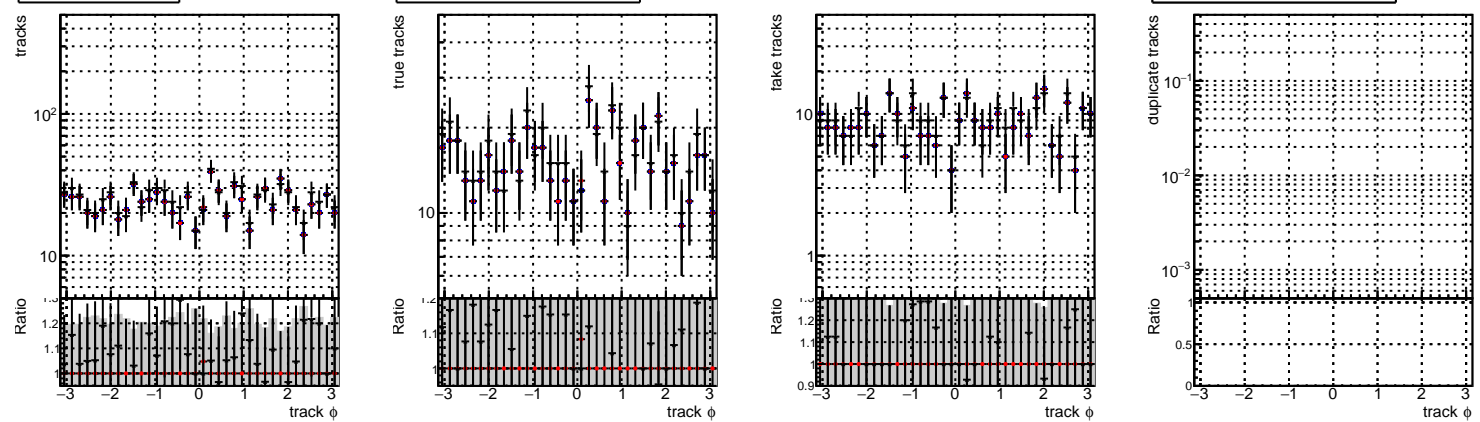 tracks
10²
10
Ratio
1.3
1.2
1.1
1
−3 −2 −1 0 1 2 3
track ϕ
true tracks
10
Ratio
1.2
1.1
1
−3 −2 −1 0 1 2 3
track ϕ
fake tracks
10
1
Ratio
1.3
1.2
1.1
1
0.9
−3 −2 −1 0 1 2 3
track ϕ
duplicate tracks
10⁻¹
10⁻²
10⁻³
Ratio
1
0.5
0
−3 −2 −1 0 1 2 3
track ϕ